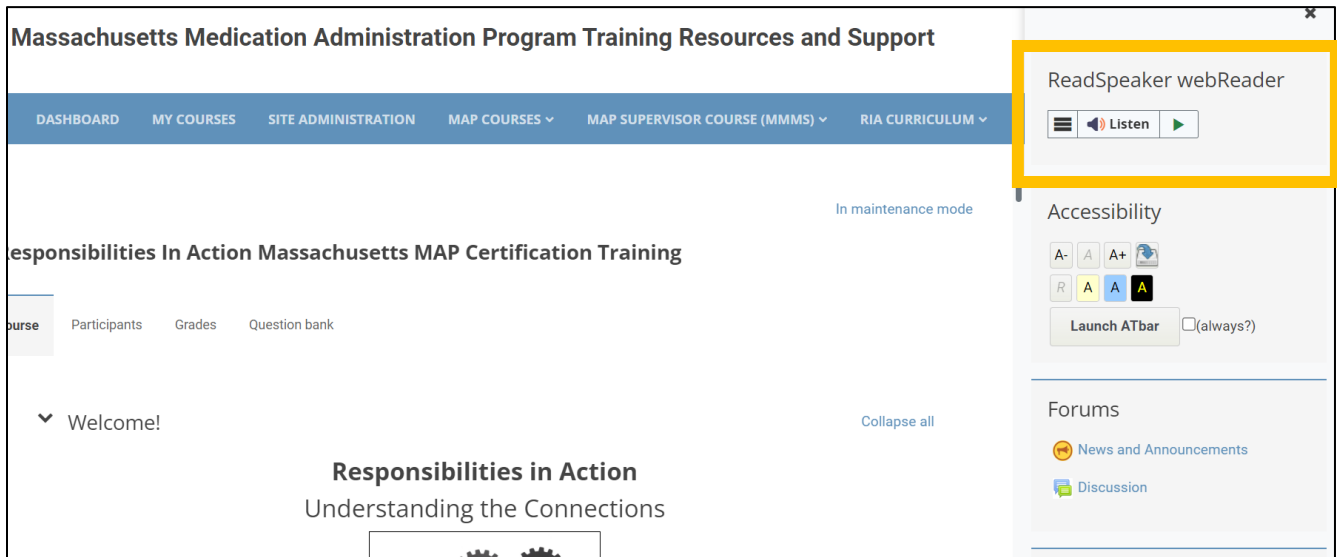 Massachusetts Medication Administration Program Training Resources and Support
DASHBOARD MY COURSES SITE ADMINISTRATION MAP COURSES MAP SUPERVISOR COURSE (MMMS) RIA CURRICULUM
In maintenance mode
esponsibilities In Action Massachusetts MAP Certification Training
ourse Participants Grades Question bank
Welcome!
Collapse all
Responsibilities in Action
Understanding the Connections
ReadSpeaker webReader
Listen
Accessibility
A- A A+
R A A A
Launch ATbar (always?)
Forums
News and Announcements
Discussion